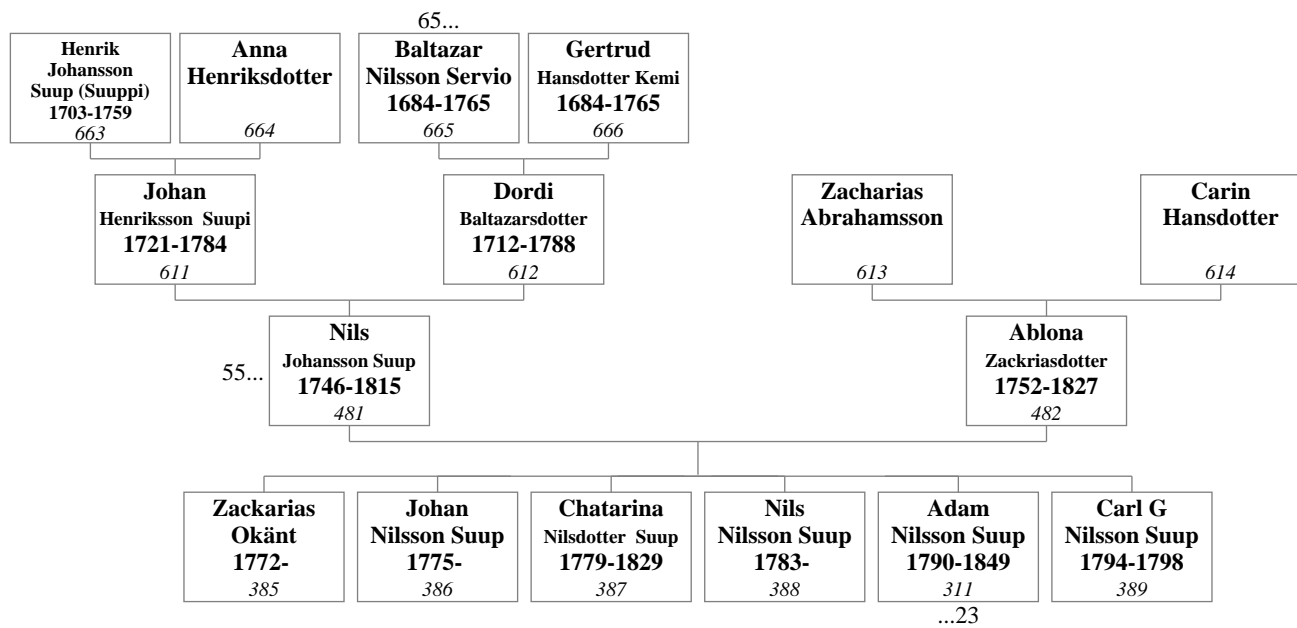 65...
Henrik
Johansson
Suup (Suuppi)
1703-1759
663
Anna
Henriksdotter
664
Baltazar
Nilsson Servio
1684-1765
665
Gertrud
Hansdotter Kemi
1684-1765
666
Johan
Henriksson Suupi
1721-1784
611
Dordi
Baltazarsdotter
1712-1788
612
Zacharias
Abrahamsson
613
Carin
Hansdotter
614
55...
Nils
Johansson Suup
1746-1815
481
Ablona
Zackriasdotter
1752-1827
482
Zackarias
Okänt
1772-
385
Johan
Nilsson Suup
1775-
386
Chatarina
Nilsdotter Suup
1779-1829
387
Nils
Nilsson Suup
1783-
388
Adam
Nilsson Suup
1790-1849
311
Carl G
Nilsson Suup
1794-1798
389
...23